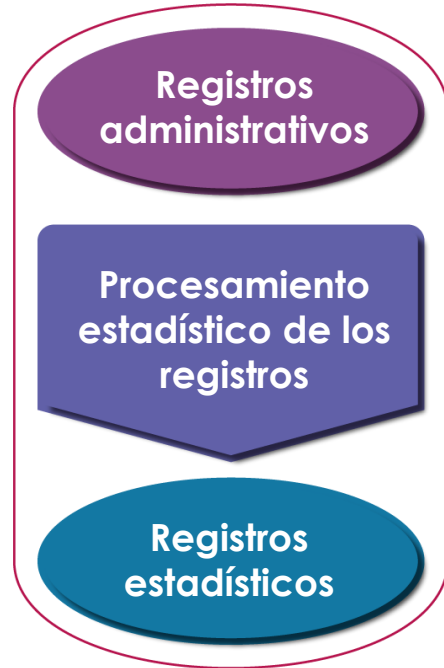 Registros
administrativos
Procesamiento
estadístico de los
registros
Registros
estadísticos